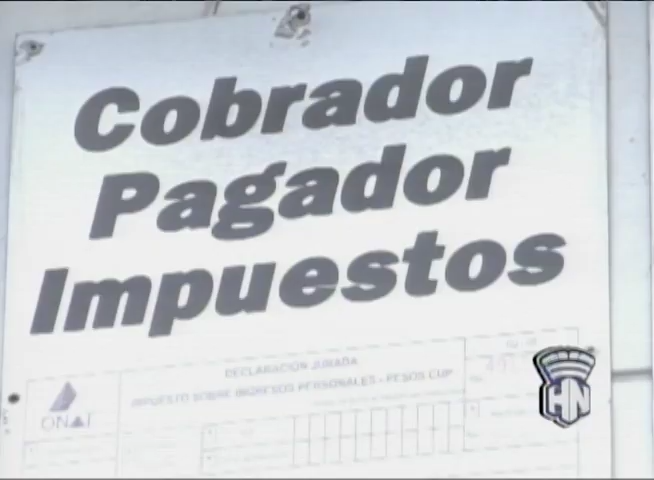 Cobrador
Pagador
Impuestos
DECLARACIÓN JURADA
IMPUESTO SOBRE INGRESOS PERSONALES - PESOS CUP
ONAT
HN